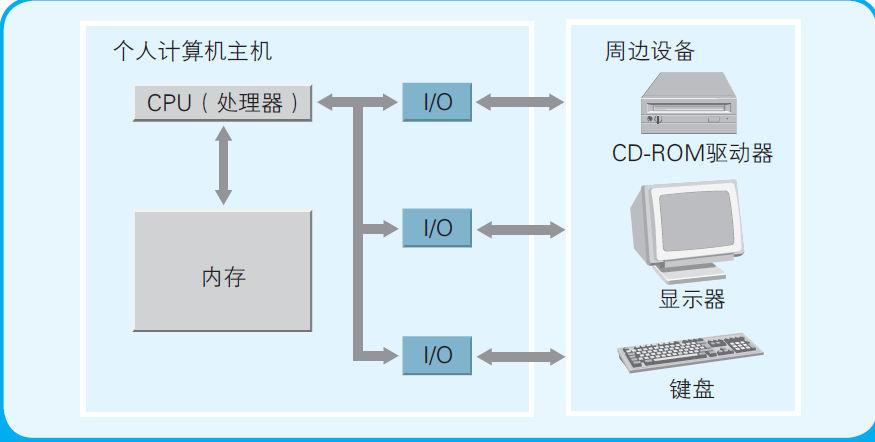 个人计算机主机
周边设备
CPU（处理器）
I/O
CD-ROM驱动器
内存
I/O
显示器
I/O
键盘